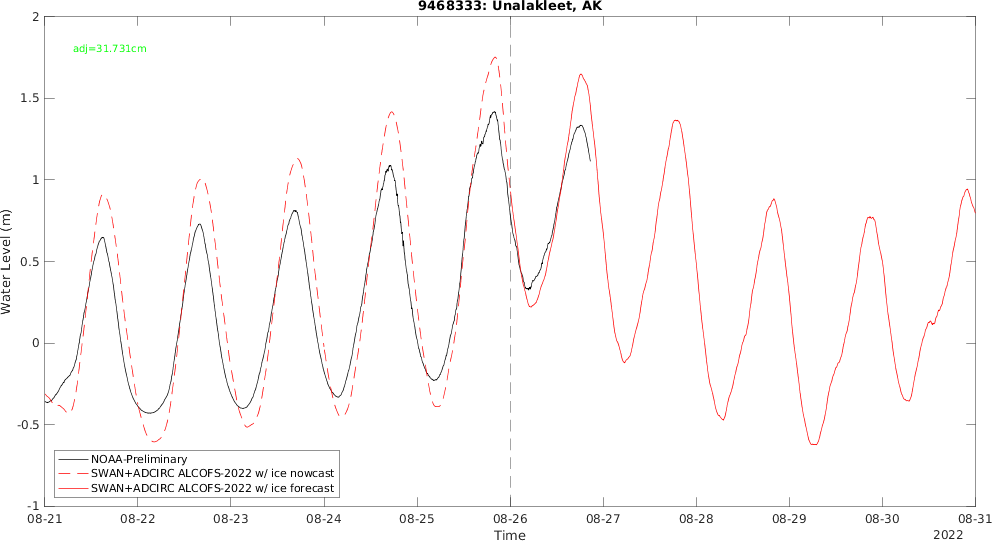 9468333: Unalakleet, AK
adj=31.731cm
Water Level (m)
2
1.5
1
0.5
0
-0.5
-1
NOAA-Preliminary
SWAN+ADCIRC ALCOFS-2022 w/ ice nowcast
SWAN+ADCIRC ALCOFS-2022 w/ ice forecast
08-21 08-22 08-23 08-24 08-25 08-26 08-27 08-28 08-29 08-30 08-31
Time
2022